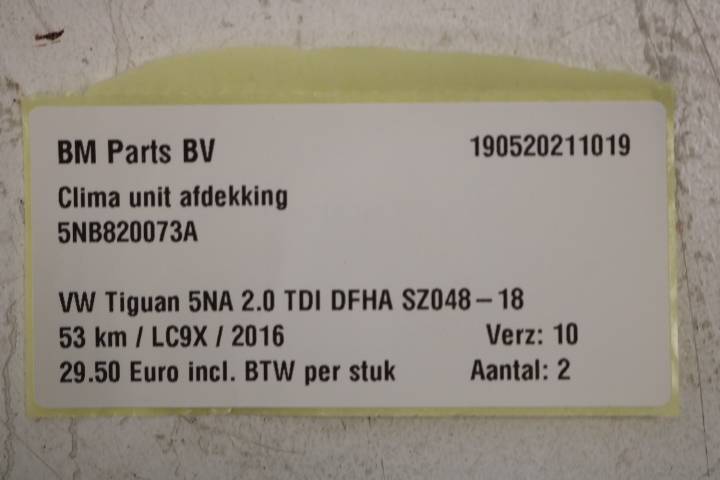 BM Parts BV 190520211019
Clima unit afdekking
5NB820073A
VW Tiguan 5NA 2.0 TDI DFHA SZ048-18
53 km / LC9X / 2016 Verz: 10
29.50 Euro incl. BTW per stuk Aantal: 2